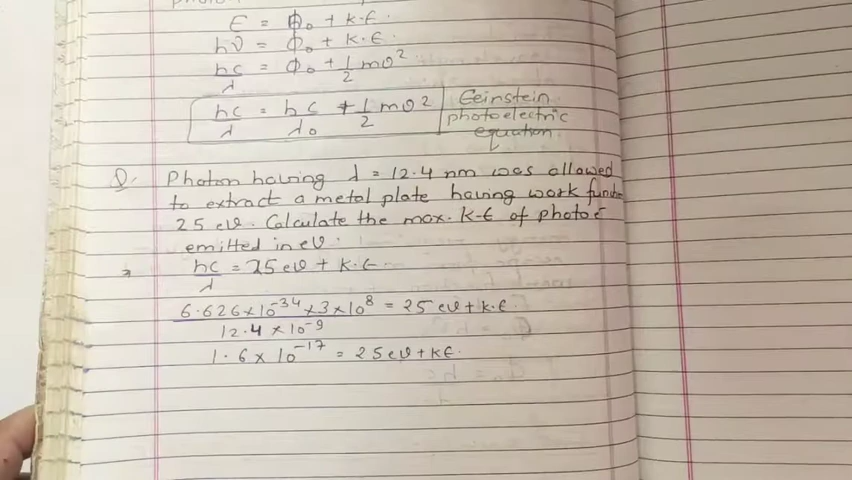 E = ϕ₀ + K.E.
hν = ϕ₀ + K.E.
hc/λ = ϕ₀ + 1/2 mv²
hc/λ = hc/λ₀ + 1/2 mv²
Eeinstein
photoelectric
equation.
Q. Photon having λ = 12.4 nm was allowed
to extract a metal plate having work
25 ev. Calculate the max. K.E of photo e
emitted in ev.
⇒ hc/λ = 25 ev + K.E
6.626×10⁻³⁴×3×10⁸/12.4×10⁻⁹ = 25 ev + K.E.
1.6 × 10⁻¹⁷ = 25 ev + KE.